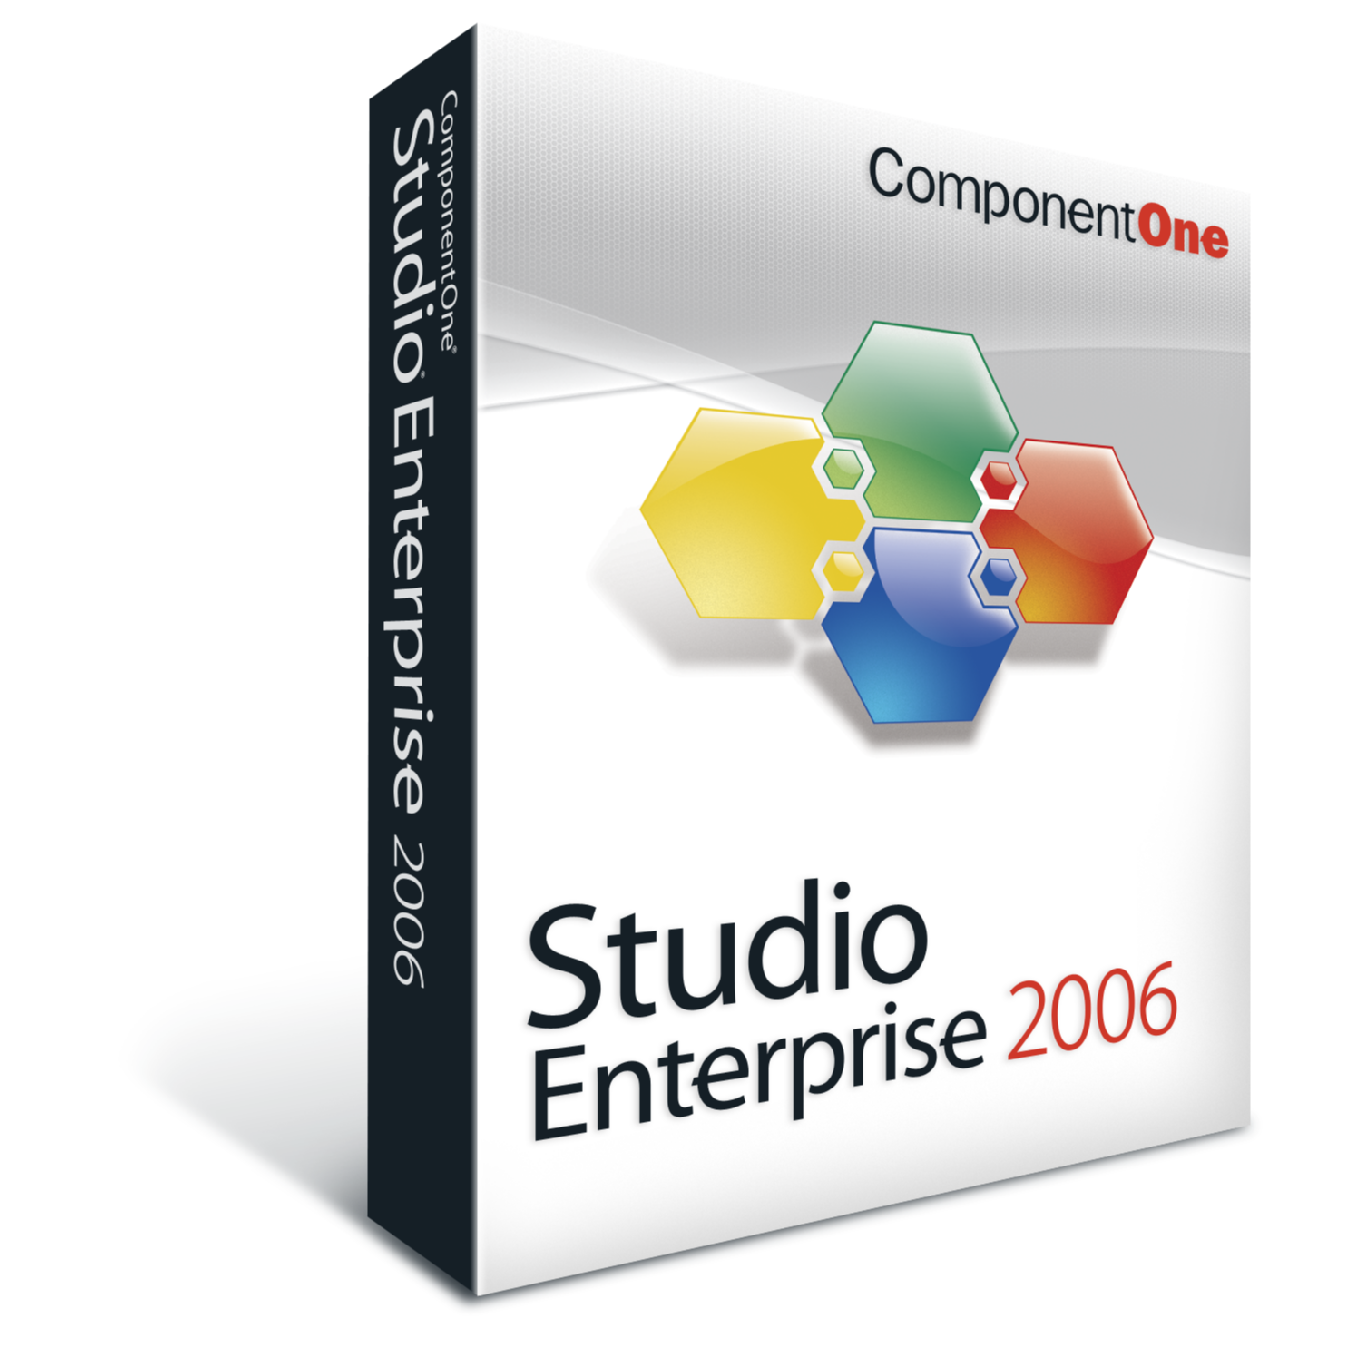 ComponentOne®
Studio Enterprise 2006
ComponentOne
Studio
Enterprise 2006